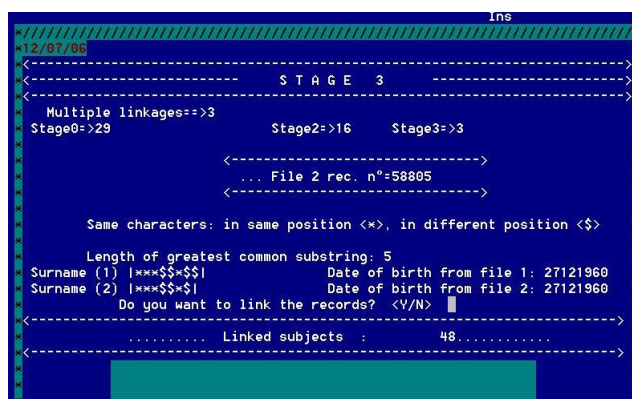 Ins
*//////////////////////////////////////////////////////////////////////////////
*12/07/06
*<---------------------------------------------------------------------------->
*<--------------------------- S T A G E 3 ------------------------->
*<---------------------------------------------------------------------------->
* Multiple linkages==>3
* Stage0=>29 Stage2=>16 Stage3=>3
*
* <------------------------------->
* ... File 2 rec. n°=58805
* <------------------------------->
*
* Same characters: in same position <*>, in different position <$>
*
* Length of greatest common substring: 5
* Surname (1) |***$$*$$| Date of birth from file 1: 27121960
* Surname (2) |***$$*$| Date of birth from file 2: 27121960
* Do you want to link the records? <Y/N>
*<--------------------------------------------------------------------------->
* .......... Linked subjects : 48............
*<--------------------------------------------------------------------------->
*
*
*